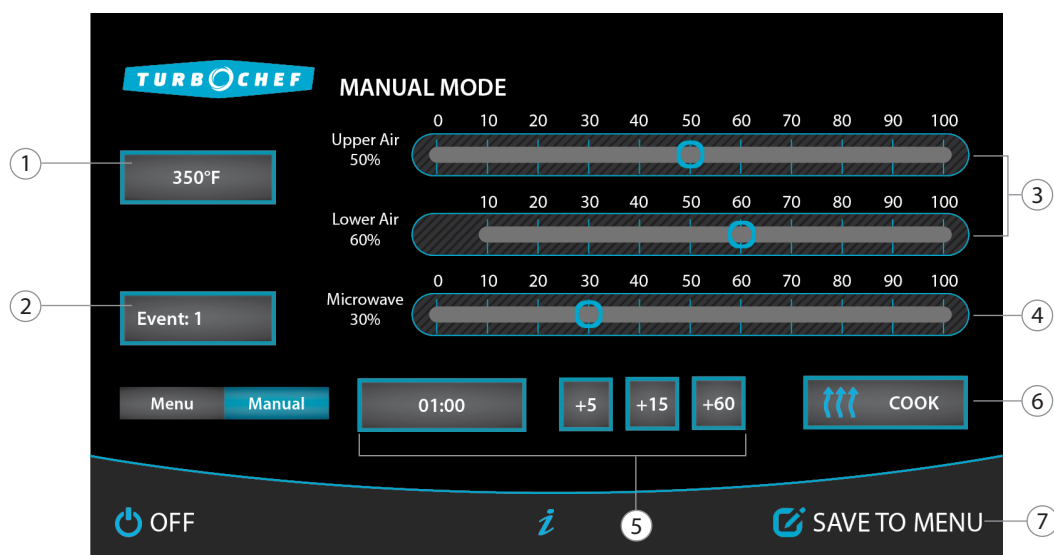 TURBOCHEF
MANUAL MODE
0 10 20 30 40 50 60 70 80 90 100
Upper Air
50%
1
350°F
3
10 20 30 40 50 60 70 80 90 100
Lower Air
60%
0 10 20 30 40 50 60 70 80 90 100
2
Event: 1
Microwave
30%
4
Menu Manual
01:00 +5 +15 +60
COOK
6
5
OFF
i
SAVE TO MENU
7